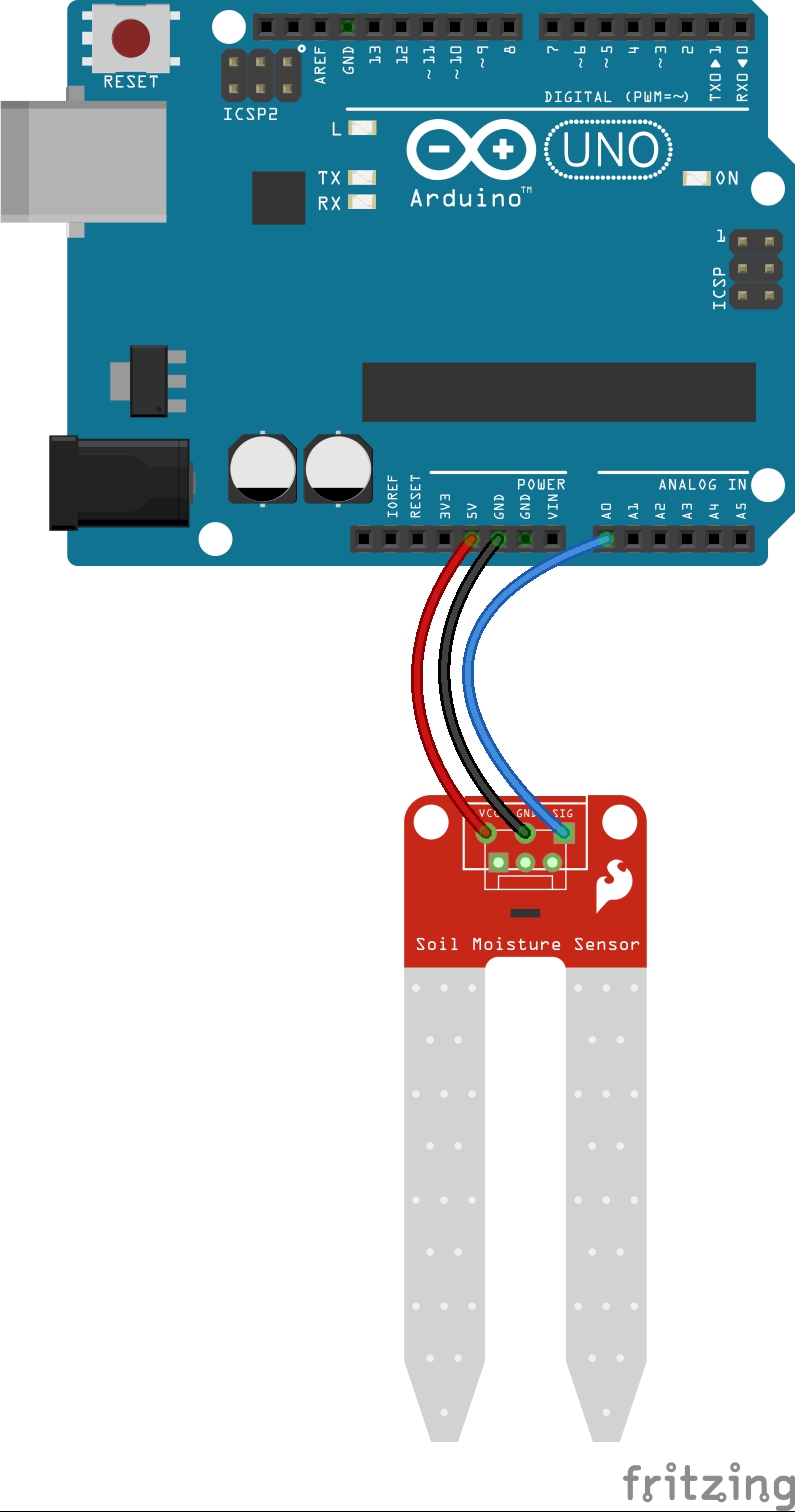 RESET
ICSP2
AREF
GND
13
12
~11
~10
~9
8
7
~6
~5
4
~3
2
TX0▶1
RX0◀0
DIGITAL (PWM=~)
L
TX
RX
Arduino™
UNO
ON
1
ICSP
IOREF
RESET
3V3
5V
GND
GND
VIN
POWER
ANALOG IN
A0
A1
A2
A3
A4
A5
VCC GND SIG
Soil Moisture Sensor
fritzing